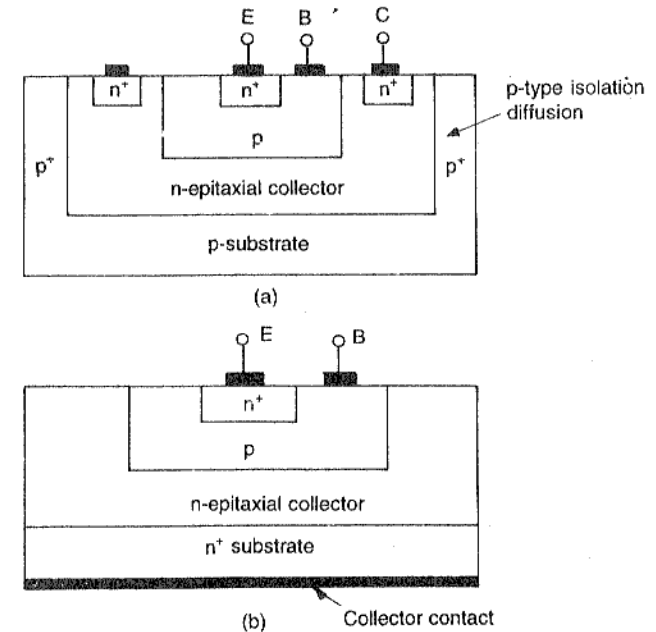 E B C
n+ n+ n+
p-type isolation
diffusion
p
p+ p+
n-epitaxial collector
p-substrate
(a)
E B
n+
p
n-epitaxial collector
n+ substrate
(b)
Collector contact